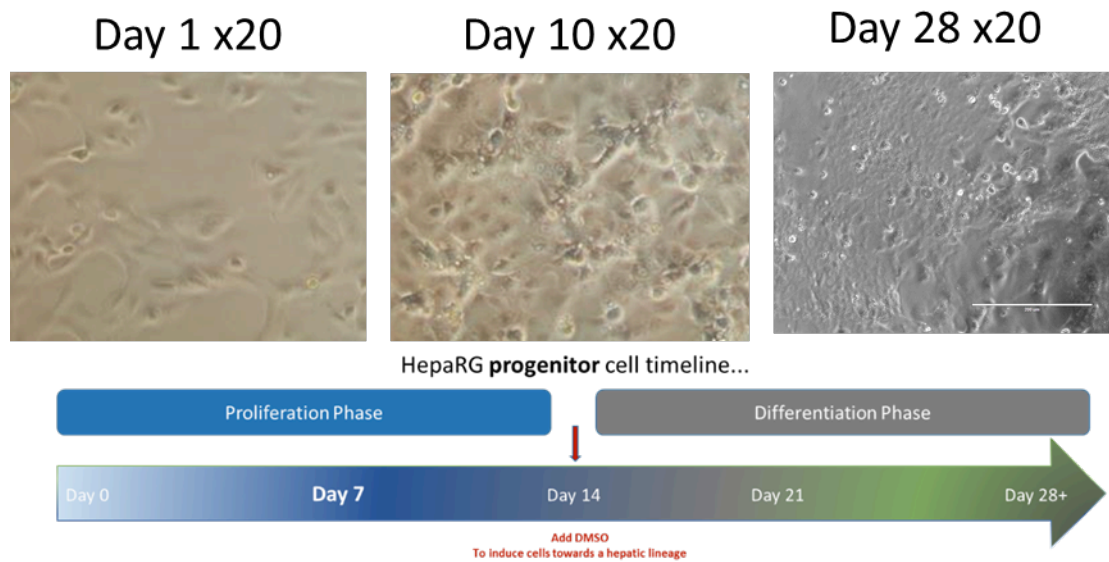 Day 1 x20
Day 10 x20
Day 28 x20
HepaRG progenitor cell timeline...
Proliferation Phase
Differentiation Phase
Day 0
Day 7
Day 14
Day 21
Day 28+
Add DMSO
To induce cells towards a hepatic lineage